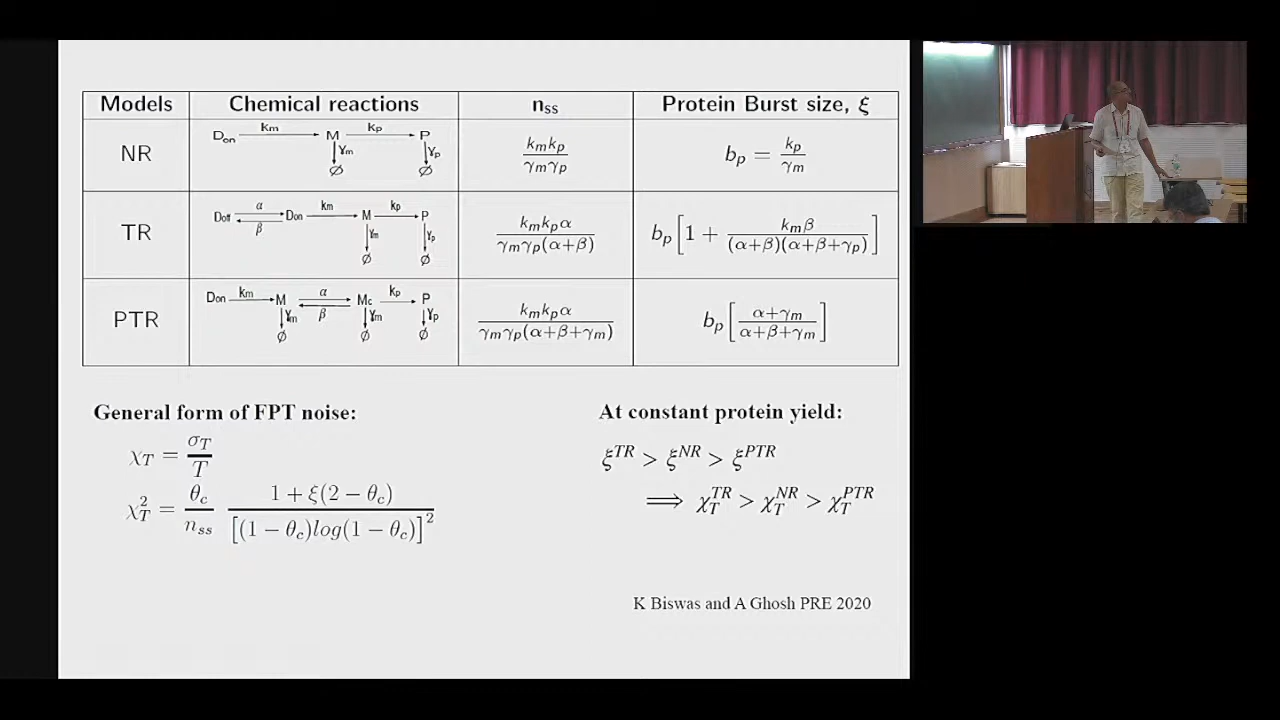 Models Chemical reactions n_ss Protein Burst size, ξ
NR D_on k_m M k_p P γ_m γ_p ∅ ∅ k_m k_p / γ_m γ_p b_p = k_p / γ_m
TR D_off α β D_on k_m M k_p P γ_m γ_p ∅ ∅ k_m k_p α / γ_m γ_p (α+β) b_p [1 + k_m β / (α+β)(α+β+γ_p)]
PTR D_on k_m M α β M_c k_p P γ_m γ_m γ_p ∅ ∅ ∅ k_m k_p α / γ_m γ_p (α+β+γ_m) b_p [α+γ_m / α+β+γ_m]
General form of FPT noise:
χ_T = σ_T / T
χ_T^2 = θ_c / n_ss 1 + ξ(2 − θ_c) / [(1 − θ_c)log(1 − θ_c)]^2
At constant protein yield:
ξ^TR > ξ^NR > ξ^PTR
⟹ χ_T^TR > χ_T^NR > χ_T^PTR
K Biswas and A Ghosh PRE 2020